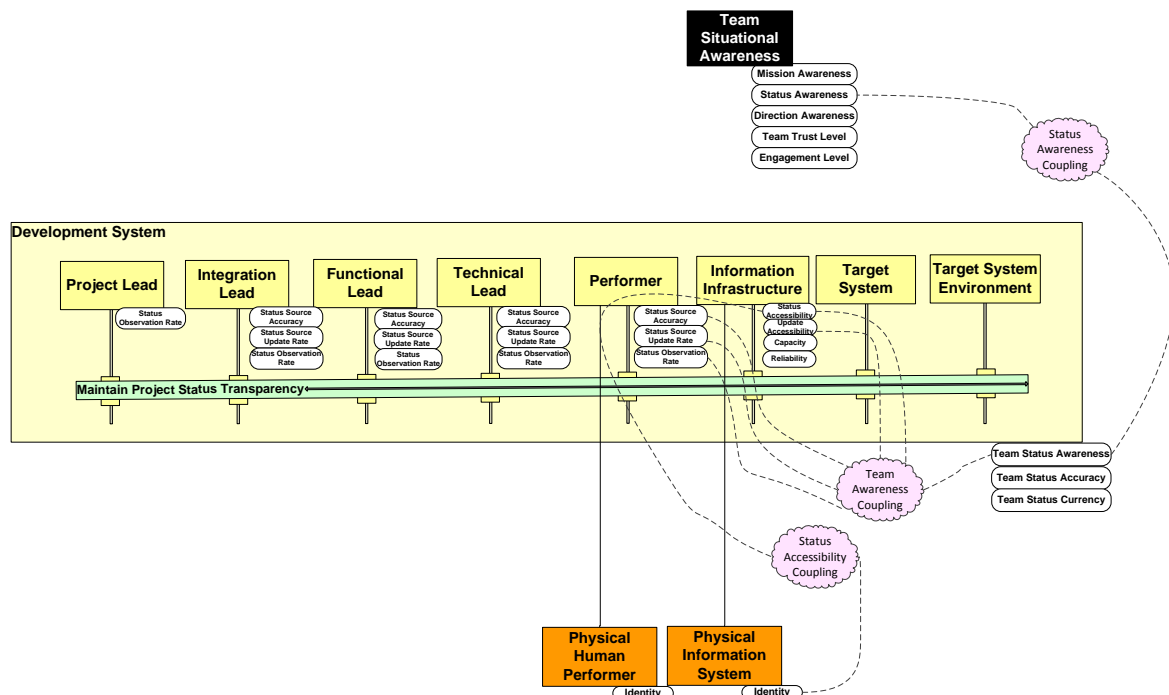 Team
Situational
Awareness
Mission Awareness
Status Awareness
Direction Awareness
Team Trust Level
Engagement Level
Status
Awareness
Coupling
Development System
Project Lead
Status
Observation Rate
Integration
Lead
Status Source
Accuracy
Status Source
Update Rate
Status Observation
Rate
Functional
Lead
Status Source
Accuracy
Status Source
Update Rate
Status
Observation Rate
Technical
Lead
Status Source
Accuracy
Status Source
Update Rate
Status Observation
Rate
Performer
Status Source
Accuracy
Status Source
Update Rate
Status Observation
Rate
Information
Infrastructure
Status
Accessibility
Update
Accessibility
Capacity
Reliability
Target
System
Target System
Environment
Maintain Project Status Transparency
Team
Awareness
Coupling
Team Status Awareness
Team Status Accuracy
Team Status Currency
Status
Accessibility
Coupling
Physical
Human
Performer
Identity
Physical
Information
System
Identity